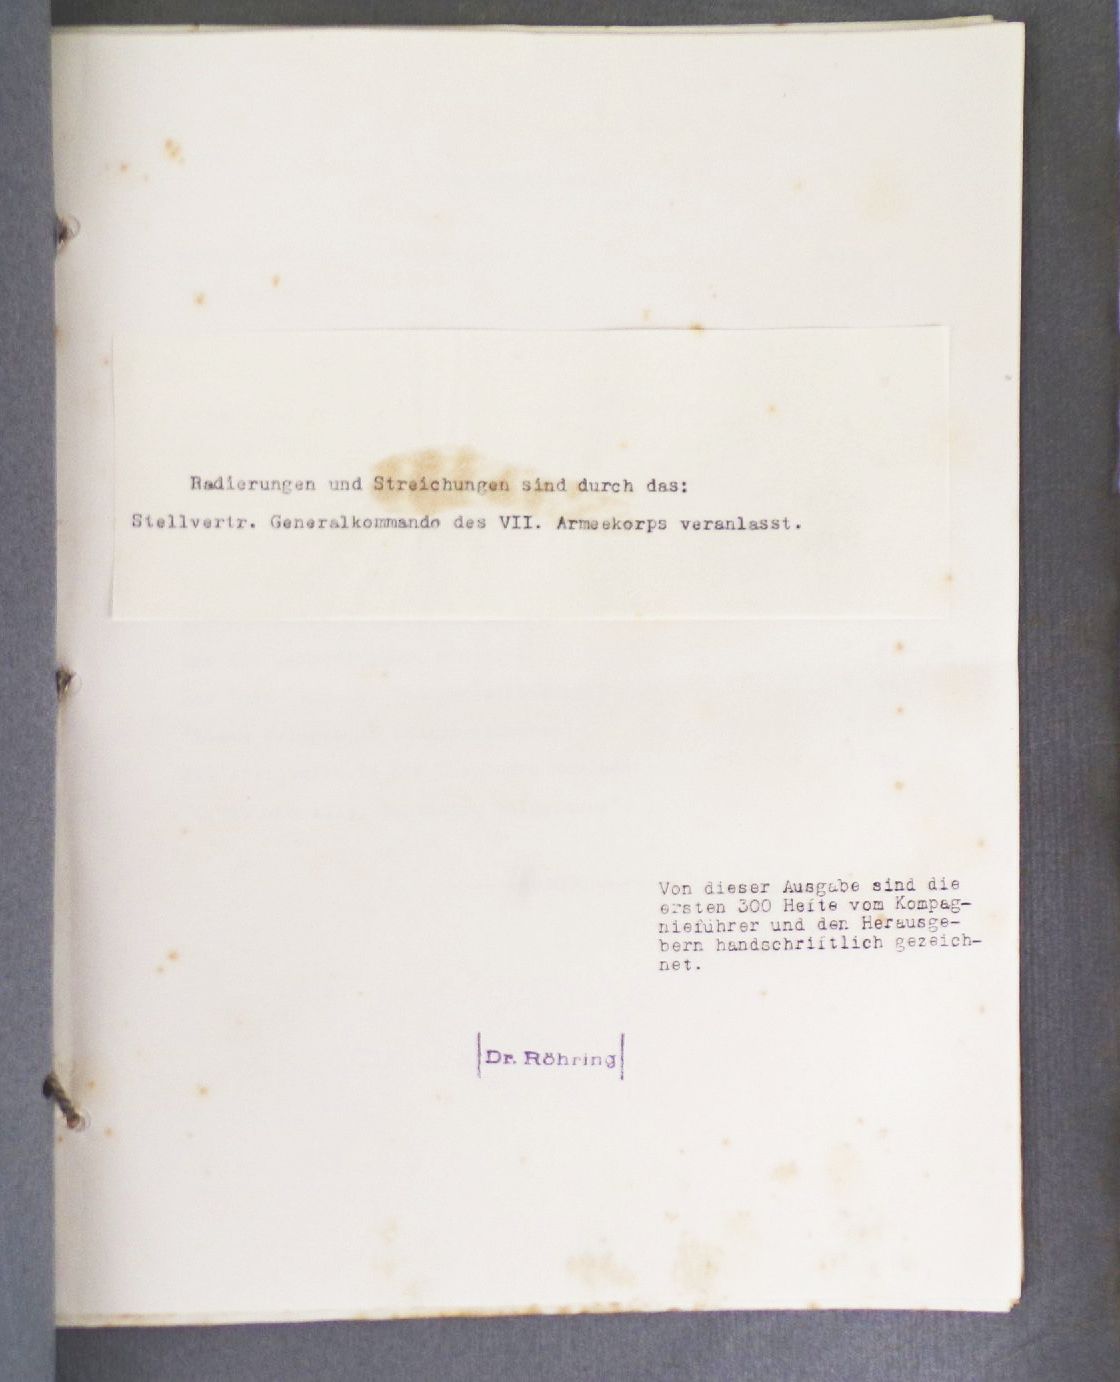 Radierungen und Streichungen sind durch das:
Stellvertr. Generalkommando des VII. Armeekorps veranlasst.
Von dieser Ausgabe sind die
ersten 300 Hefte vom Kompag-
nieführer und den Herausge-
bern handschriftlich gezeich-
net.
Dr. Röhring